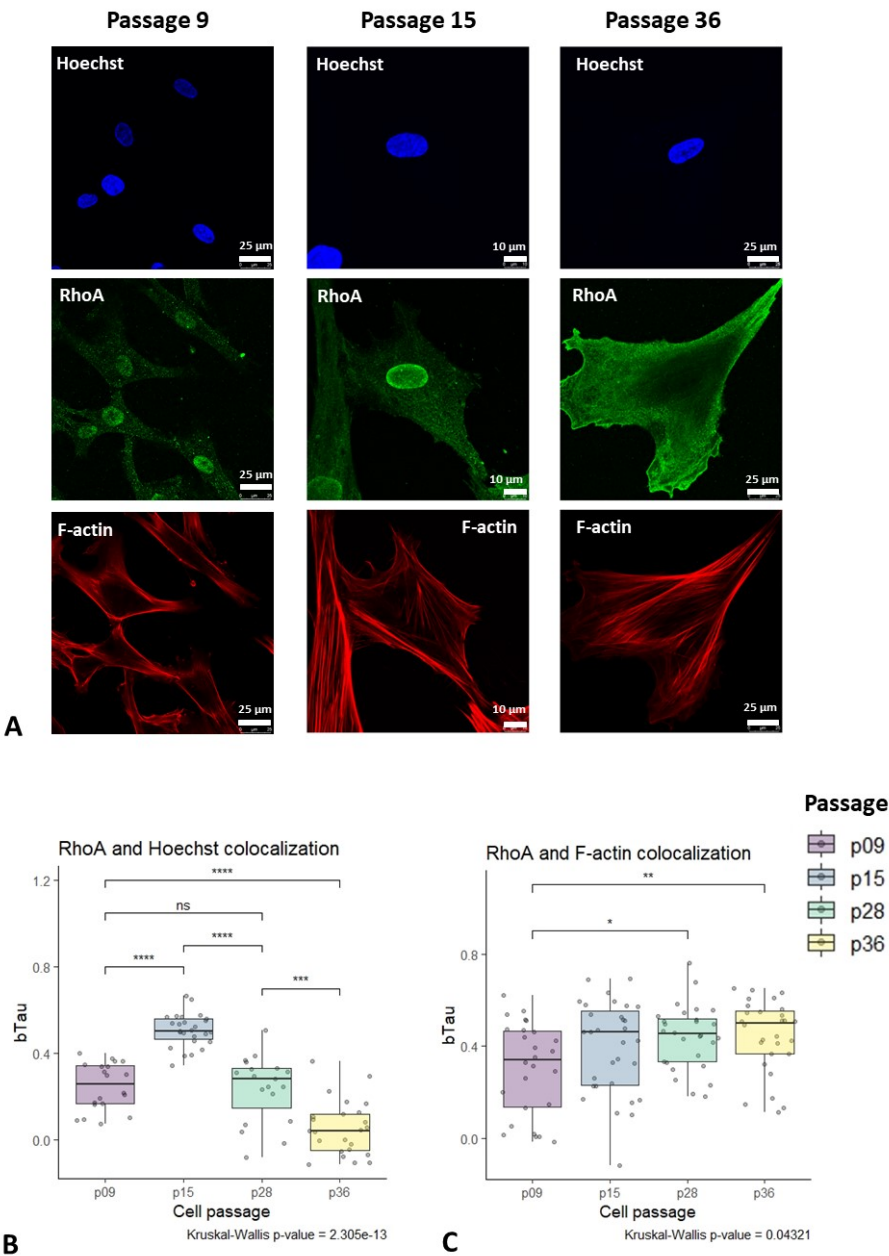 Passage 9
Passage 15
Passage 36
Hoechst
Hoechst
Hoechst
25 µm
10 µm
25 µm
RhoA
RhoA
RhoA
25 µm
10 µm
25 µm
F-actin
F-actin
F-actin
25 µm
10 µm
25 µm
A
Passage
p09
p15
p28
p36
RhoA and Hoechst colocalization
****
ns
****
****
***
1.2
0.8
0.4
0.0
bTau
p09
p15
p28
p36
Cell passage
Kruskal-Wallis p-value = 2.305e-13
B
RhoA and F-actin colocalization
**
*
0.8
0.4
0.0
bTau
p09
p15
p28
p36
Cell passage
Kruskal-Wallis p-value = 0.04321
C